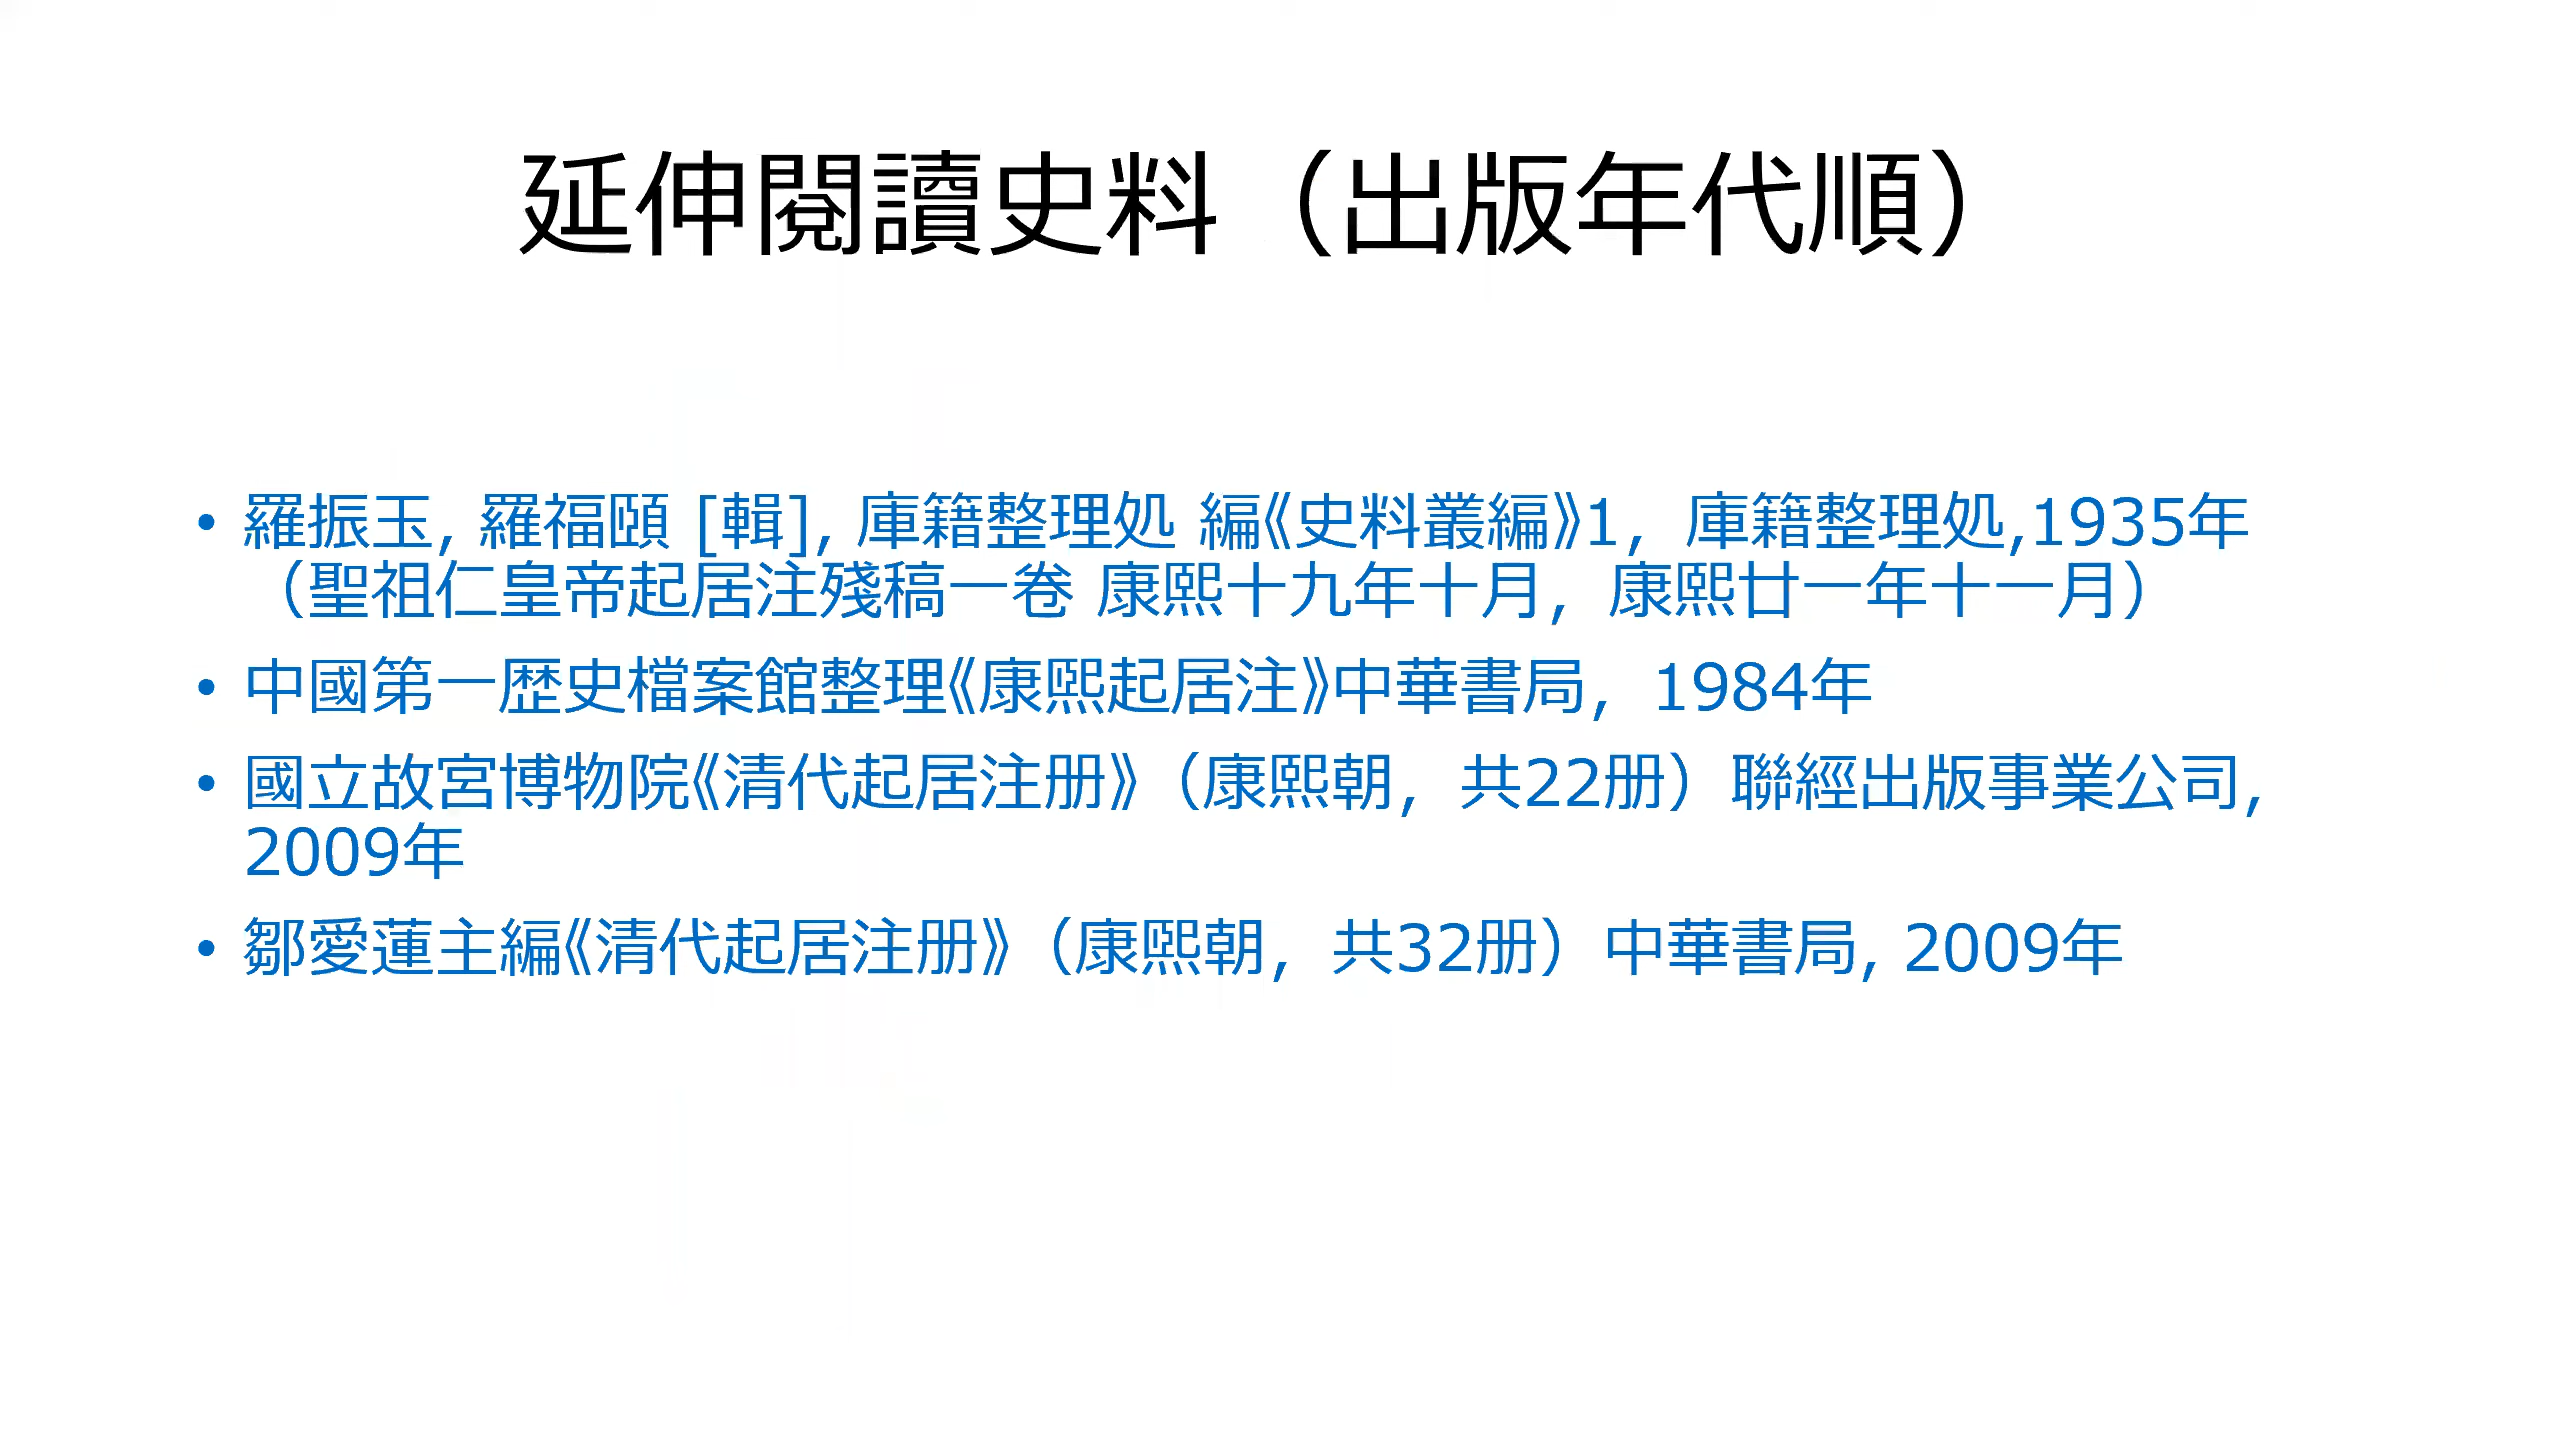 延伸閱讀史料（出版年代順）
• 羅振玉, 羅福頤 [輯], 庫籍整理処 編《史料叢編》1，庫籍整理処,1935年
（聖祖仁皇帝起居注殘稿一卷 康熙十九年十月，康熙廿一年十一月）
• 中國第一歴史檔案館整理《康熙起居注》中華書局，1984年
• 國立故宮博物院《清代起居注册》（康熙朝，共22册）聯經出版事業公司,
2009年
• 鄒愛蓮主編《清代起居注册》（康熙朝，共32册）中華書局, 2009年